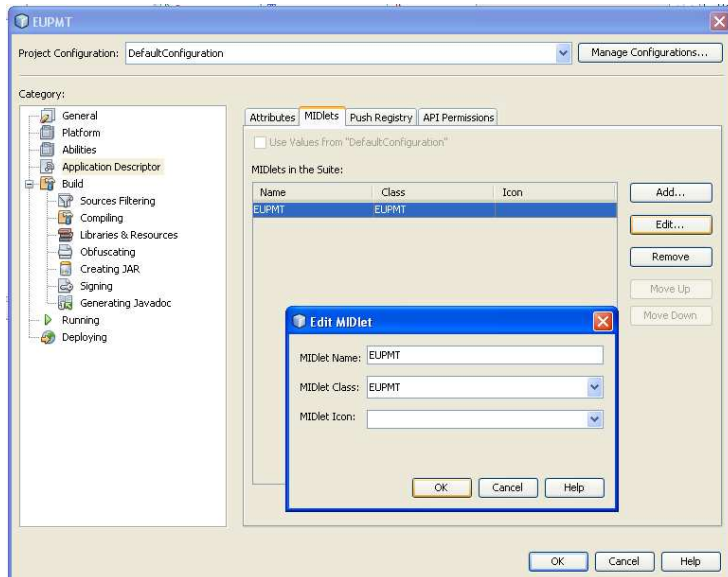 EUPMT
Project Configuration: DefaultConfiguration Manage Configurations...
Category:
General
Platform
Abilities
Application Descriptor
Build
Sources Filtering
Compiling
Libraries & Resources
Obfuscating
Creating JAR
Signing
Generating Javadoc
Running
Deploying
Attributes MIDlets Push Registry API Permissions
Use Values from "DefaultConfiguration"
MIDlets in the Suite:
Name Class Icon
EUPMT EUPMT
Add...
Edit...
Remove
Move Up
Move Down
Edit MIDlet
MIDlet Name: EUPMT
MIDlet Class: EUPMT
MIDlet Icon:
OK Cancel Help
OK Cancel Help